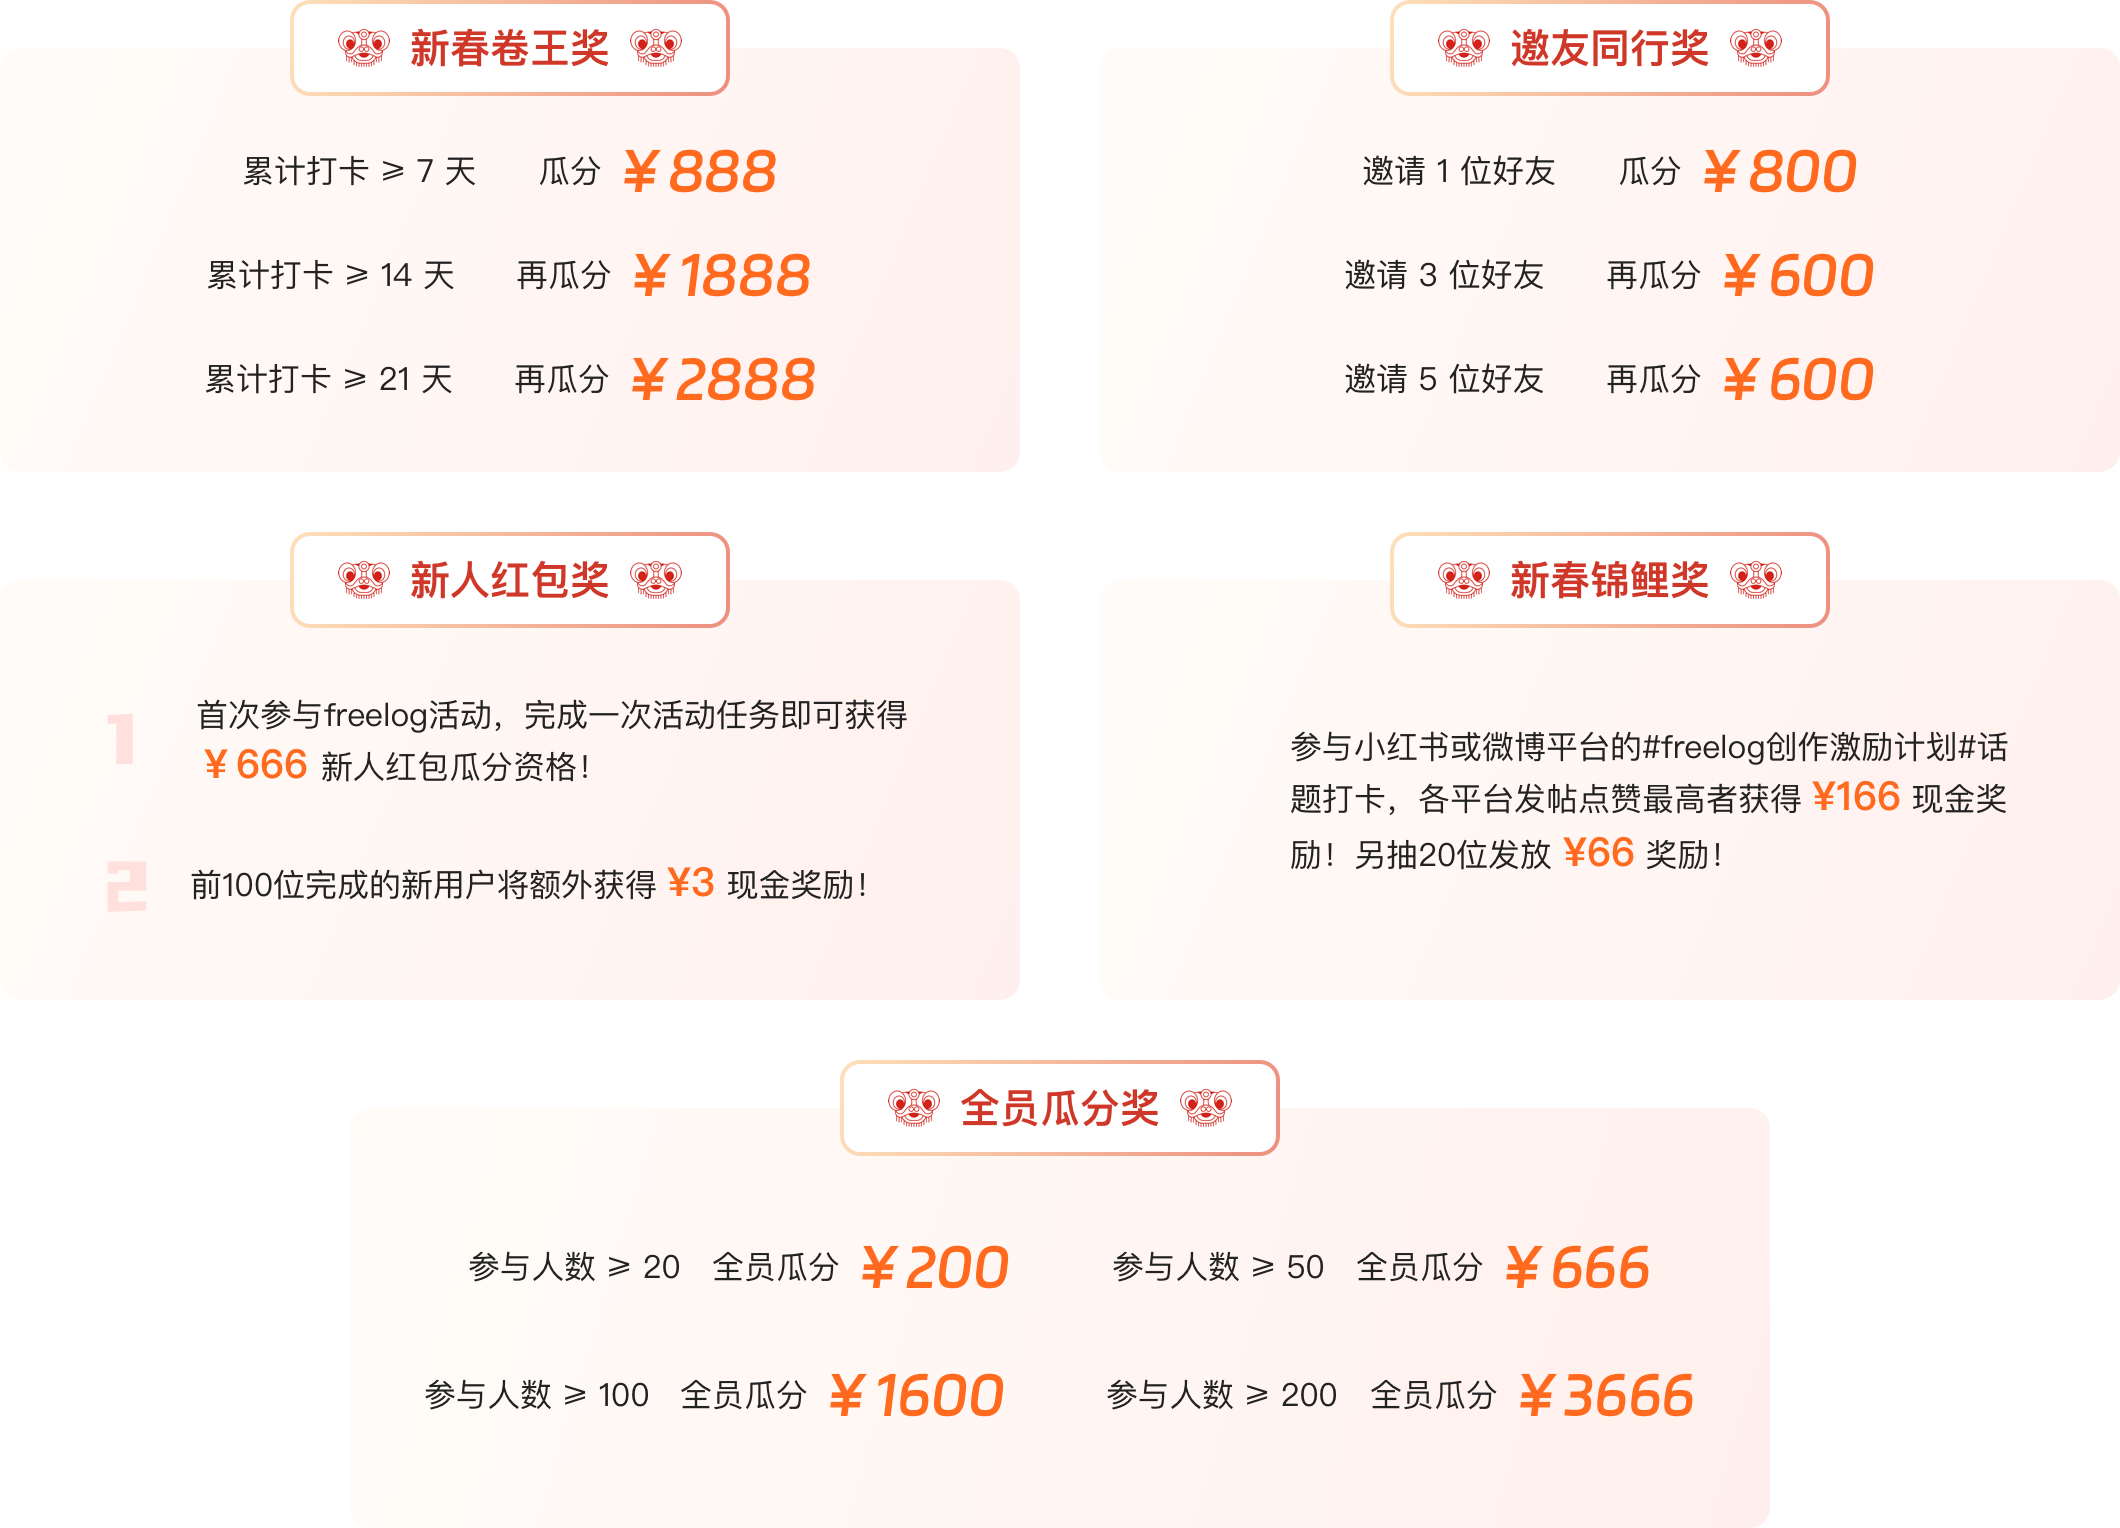 新春卷王奖
累计打卡 ≥ 7 天 瓜分 ¥888
累计打卡 ≥ 14 天 再瓜分 ¥1888
累计打卡 ≥ 21 天 再瓜分 ¥2888
邀友同行奖
邀请 1 位好友 瓜分 ¥800
邀请 3 位好友 再瓜分 ¥600
邀请 5 位好友 再瓜分 ¥600
新人红包奖
1
首次参与freelog活动，完成一次活动任务即可获得
¥666 新人红包瓜分资格！
2
前100位完成的新用户将额外获得 ¥3 现金奖励！
新春锦鲤奖
参与小红书或微博平台的#freelog创作激励计划#话
题打卡，各平台发帖点赞最高者获得 ¥166 现金奖
励！另抽20位发放 ¥66 奖励！
全员瓜分奖
参与人数 ≥ 20 全员瓜分 ¥200
参与人数 ≥ 50 全员瓜分 ¥666
参与人数 ≥ 100 全员瓜分 ¥1600
参与人数 ≥ 200 全员瓜分 ¥3666